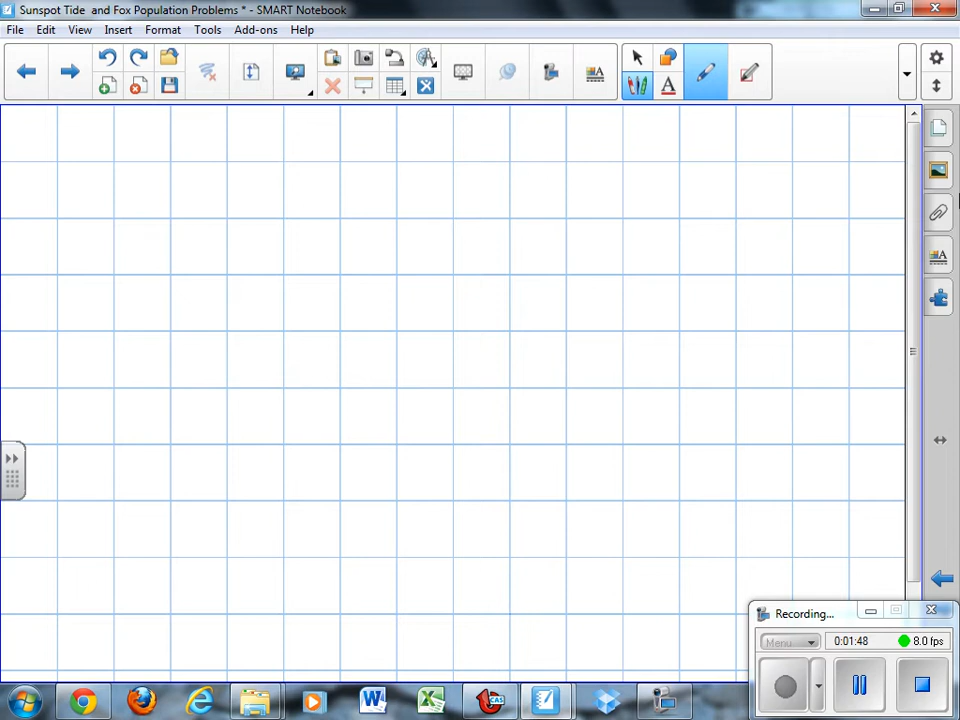 Sunspot Tide and Fox Population Problems * - SMART Notebook
File Edit View Insert Format Tools Add-ons Help
Recording...
Menu 0:01:48 8.0 fps